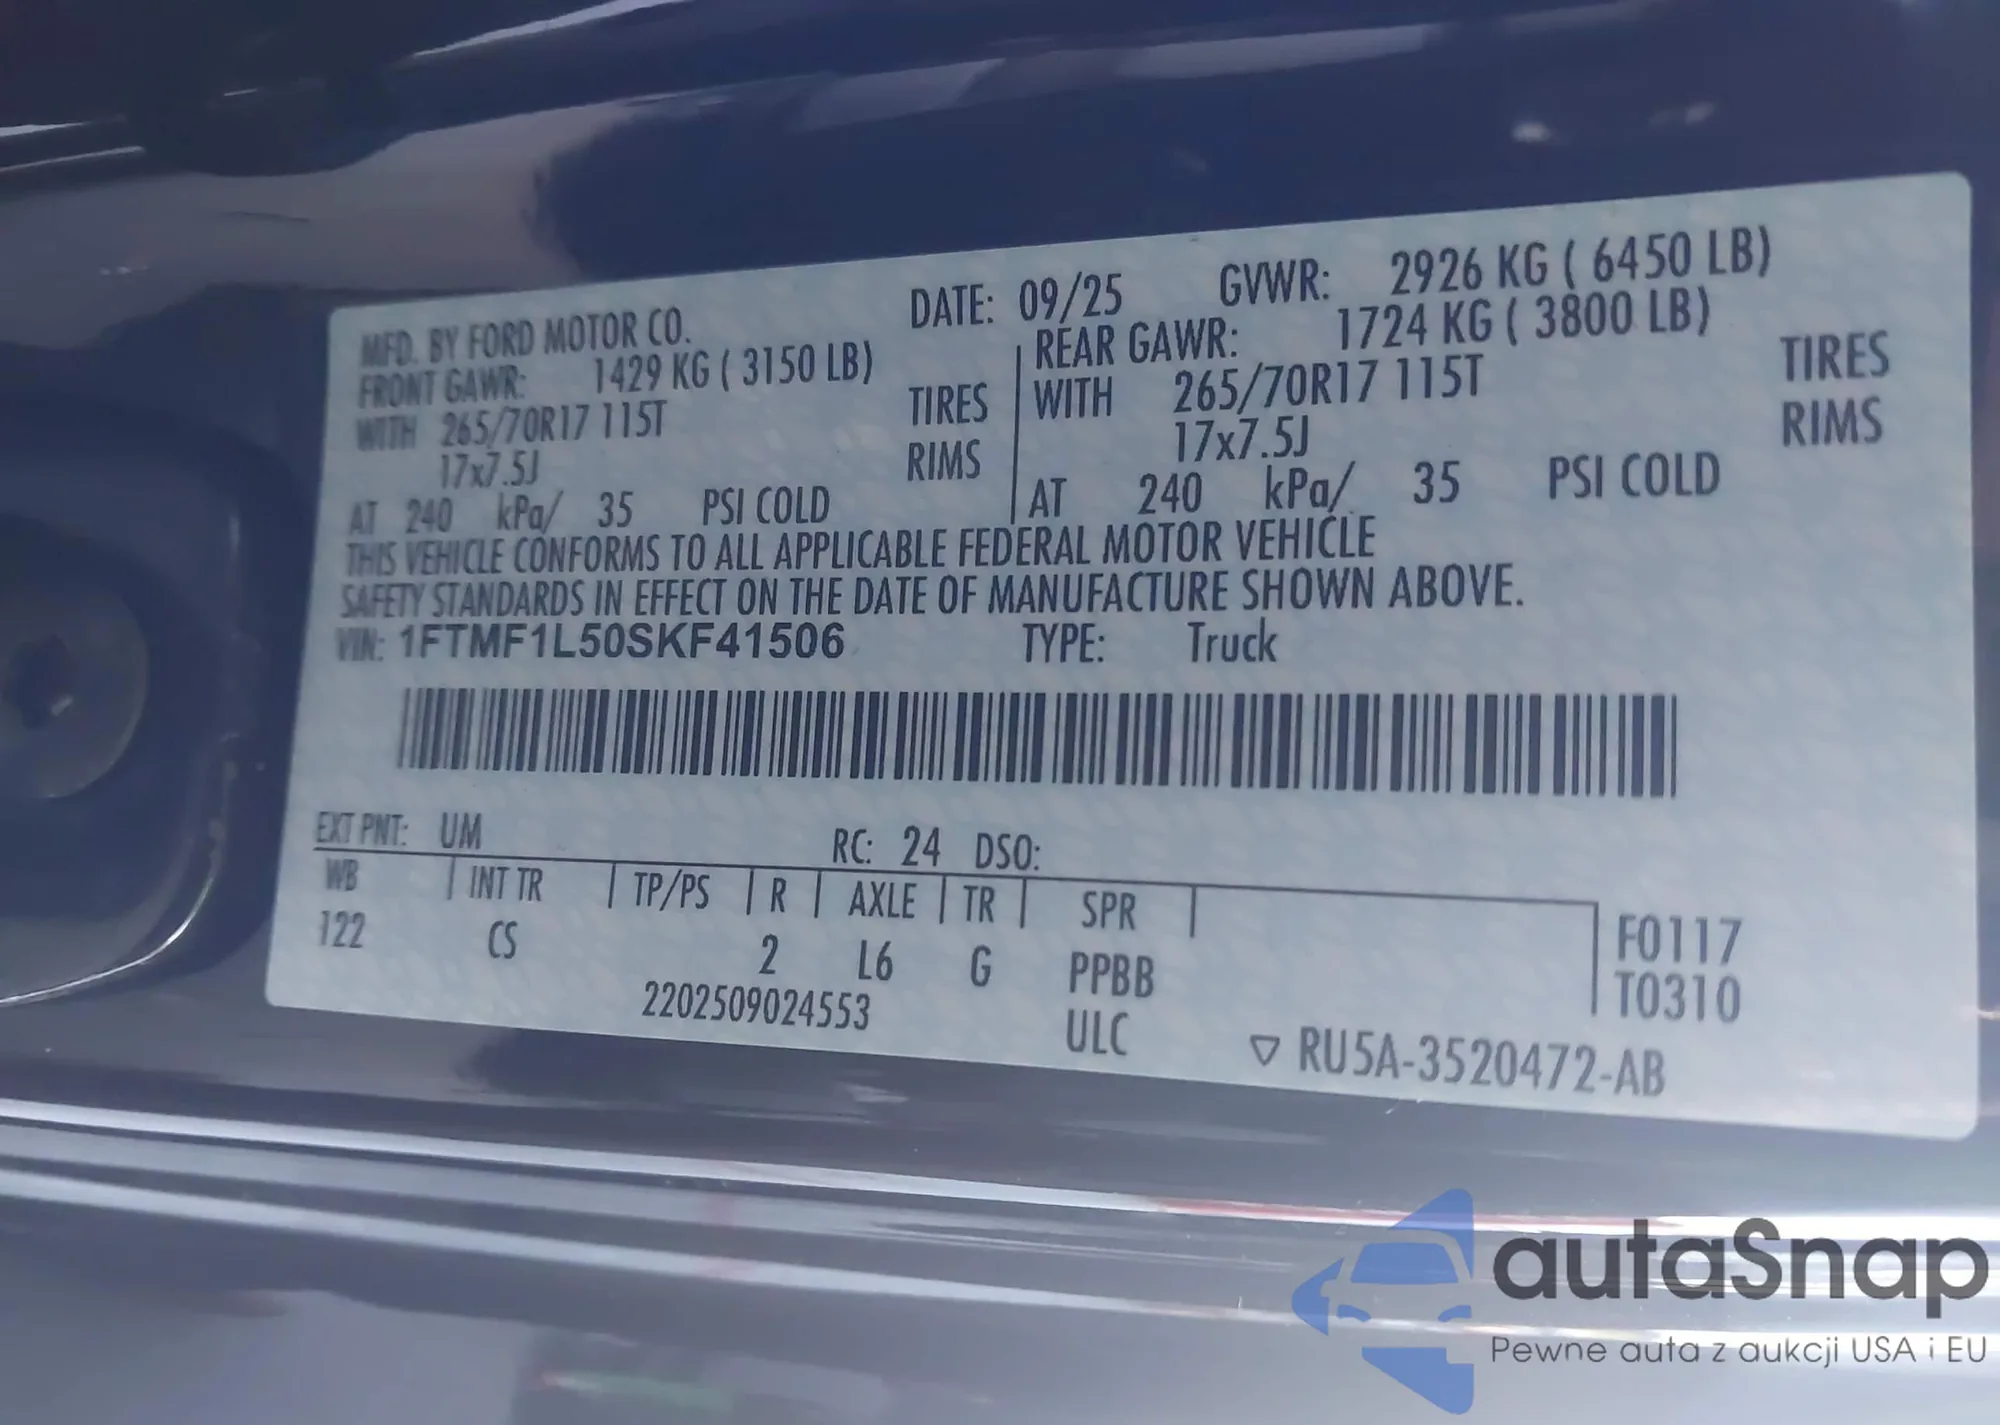 MFD. BY FORD MOTOR CO. DATE: 09/25 GVWR: 2926 KG ( 6450 LB)
FRONT GAWR: 1429 KG ( 3150 LB) REAR GAWR: 1724 KG ( 3800 LB)
WITH 265/70R17 115T TIRES WITH 265/70R17 115T TIRES
17x7.5J RIMS 17x7.5J RIMS
AT 240 kPa/ 35 PSI COLD AT 240 kPa/ 35 PSI COLD
THIS VEHICLE CONFORMS TO ALL APPLICABLE FEDERAL MOTOR VEHICLE
SAFETY STANDARDS IN EFFECT ON THE DATE OF MANUFACTURE SHOWN ABOVE.
VIN: 1FTMF1L50SKF41506 TYPE: Truck
EXT PNT: UM RC: 24 DSO:
WB INT TR TP/PS R AXLE TR SPR F0117
122 CS 2 L6 G PPBB T0310
2202509024553 ULC ▽ RU5A-3520472-AB
autaSnap
Pewne auta z aukcji USA i EU